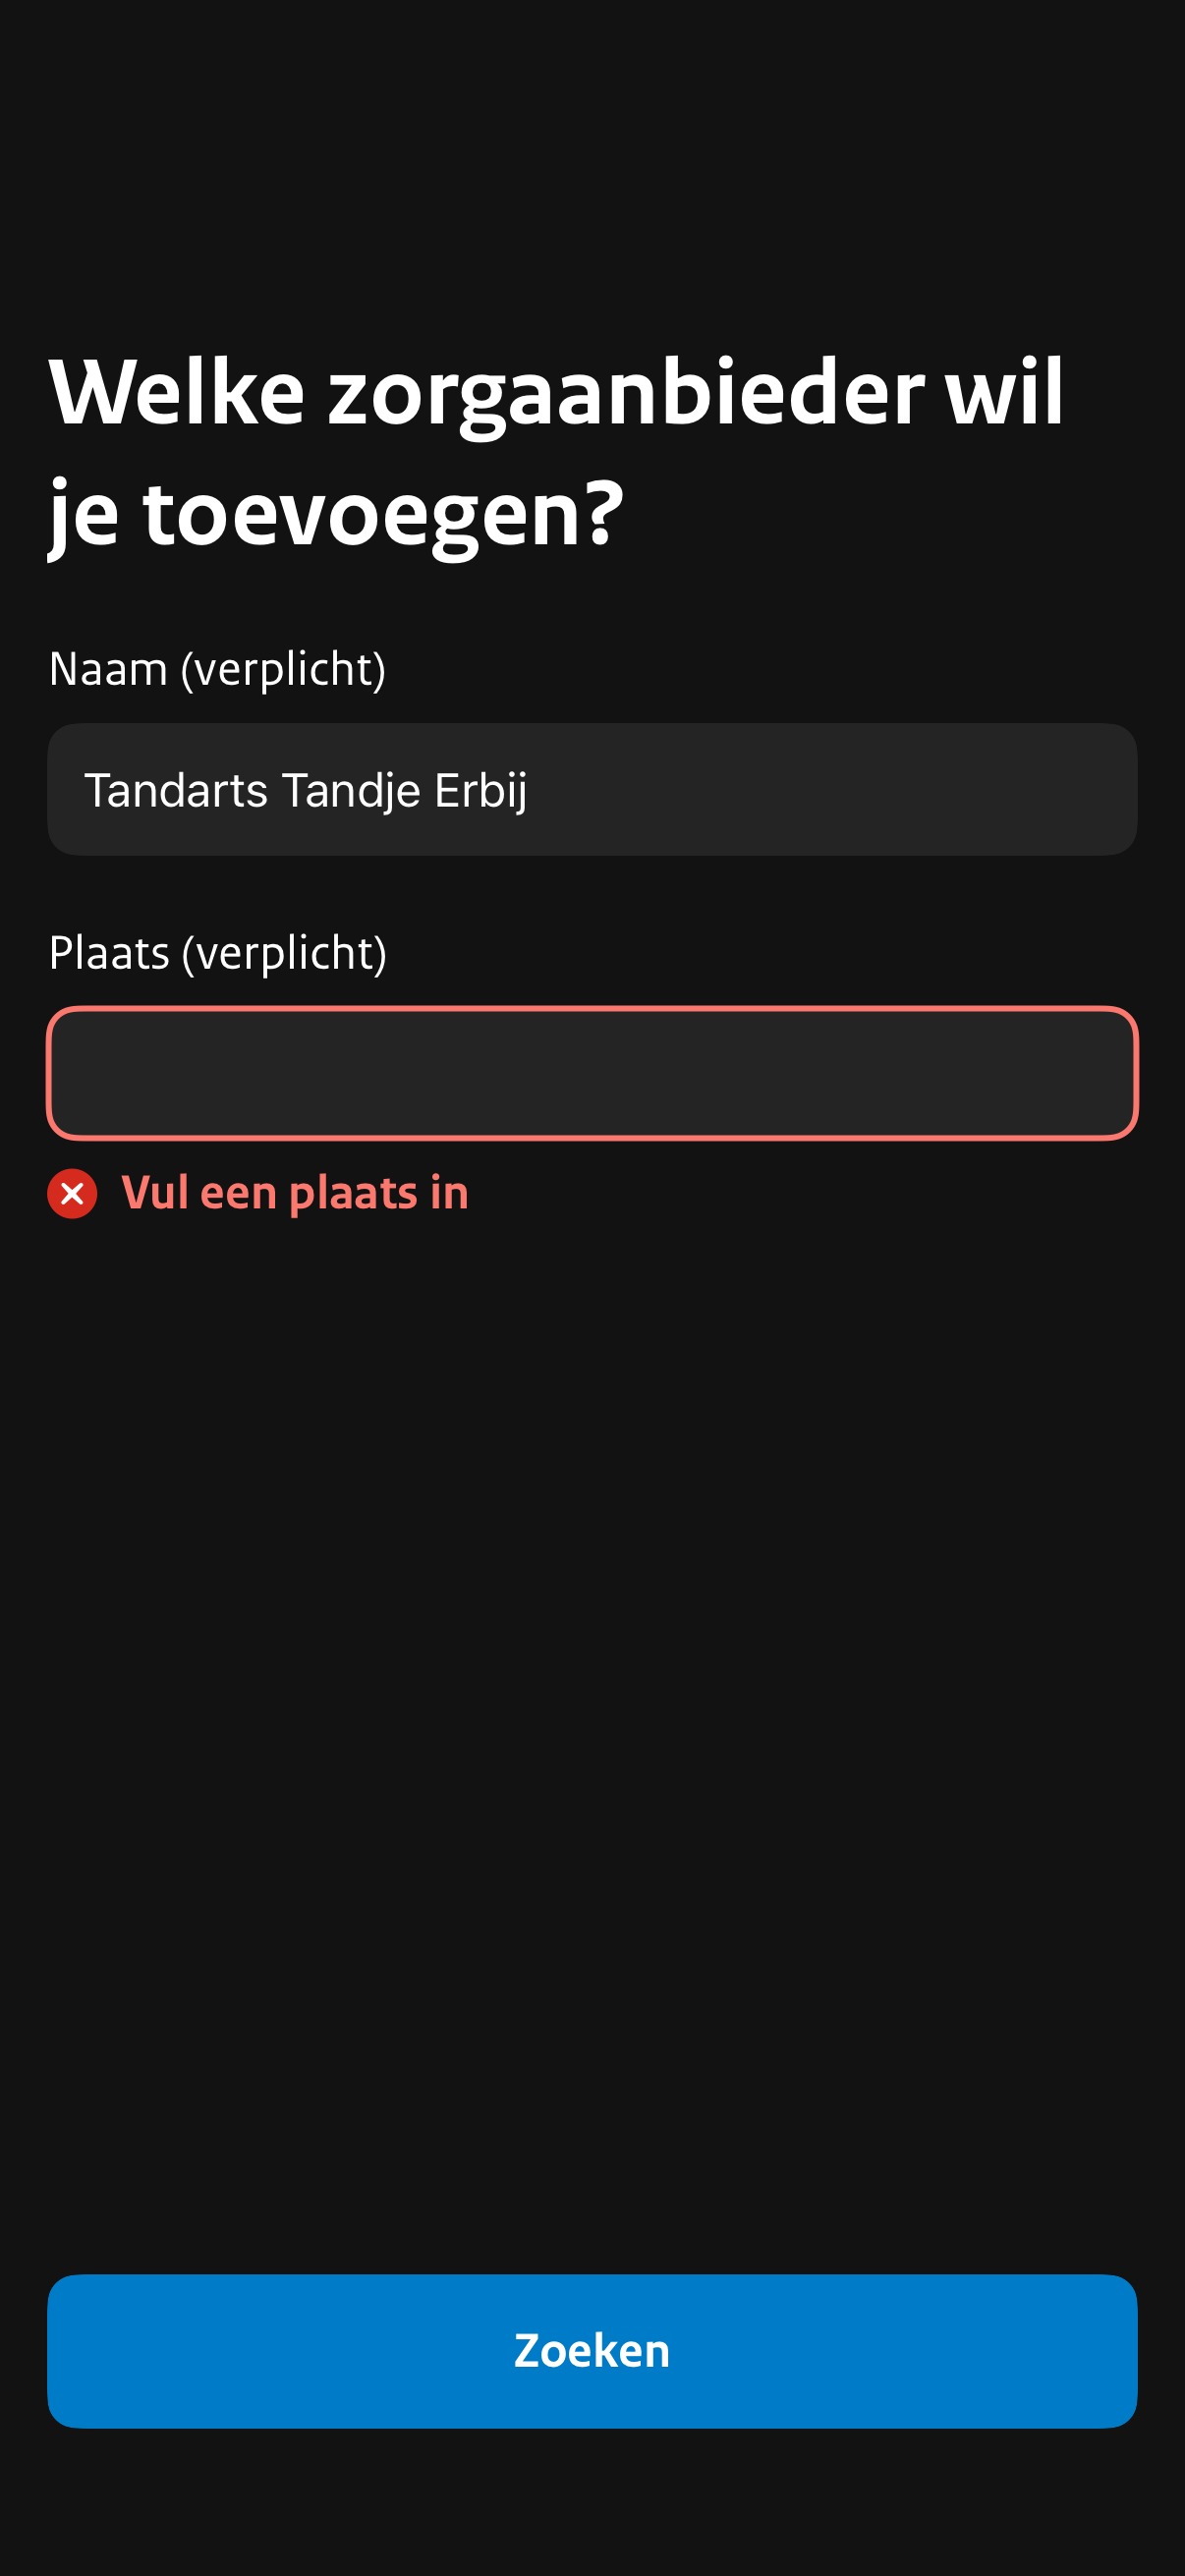 Welke zorgaanbieder wil
je toevoegen?
Naam (verplicht)
Tandarts Tandje Erbij
Plaats (verplicht)
Vul een plaats in
Zoeken